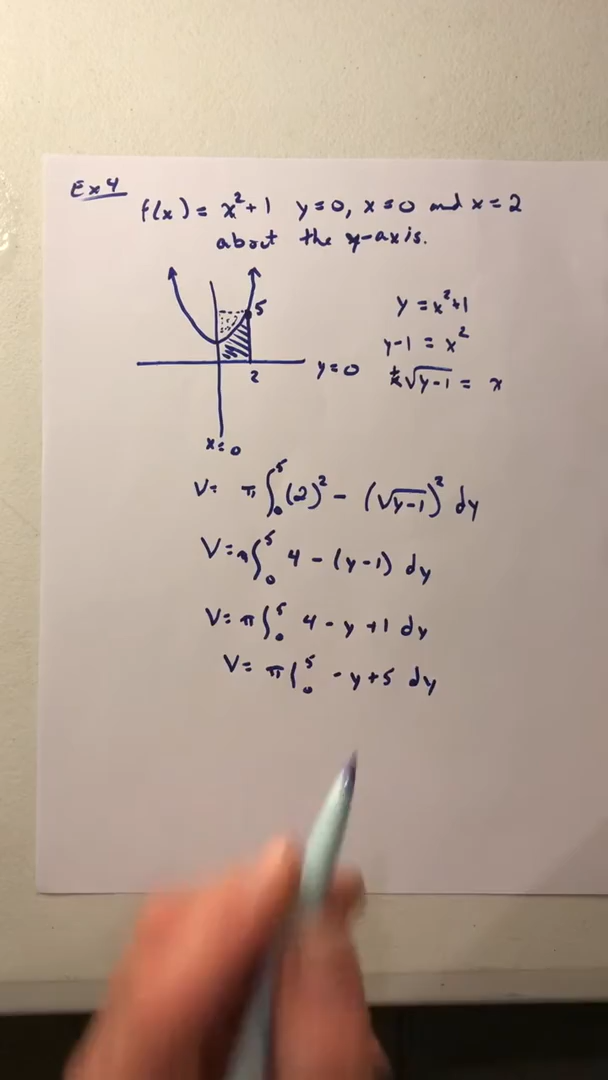 Ex 4
f(x) = x²+1 y=0, x=0 and x=2
about the y-axis.
5
y = x²+1
y-1 = x²
±√(y-1) = x
2
y=0
x=0
V= π∫₀⁵ (2)² - (√(y-1))² dy
V=π∫₀⁵ 4 - (y-1) dy
V=π∫₀⁵ 4 - y +1 dy
V= π∫₀⁵ -y+5 dy